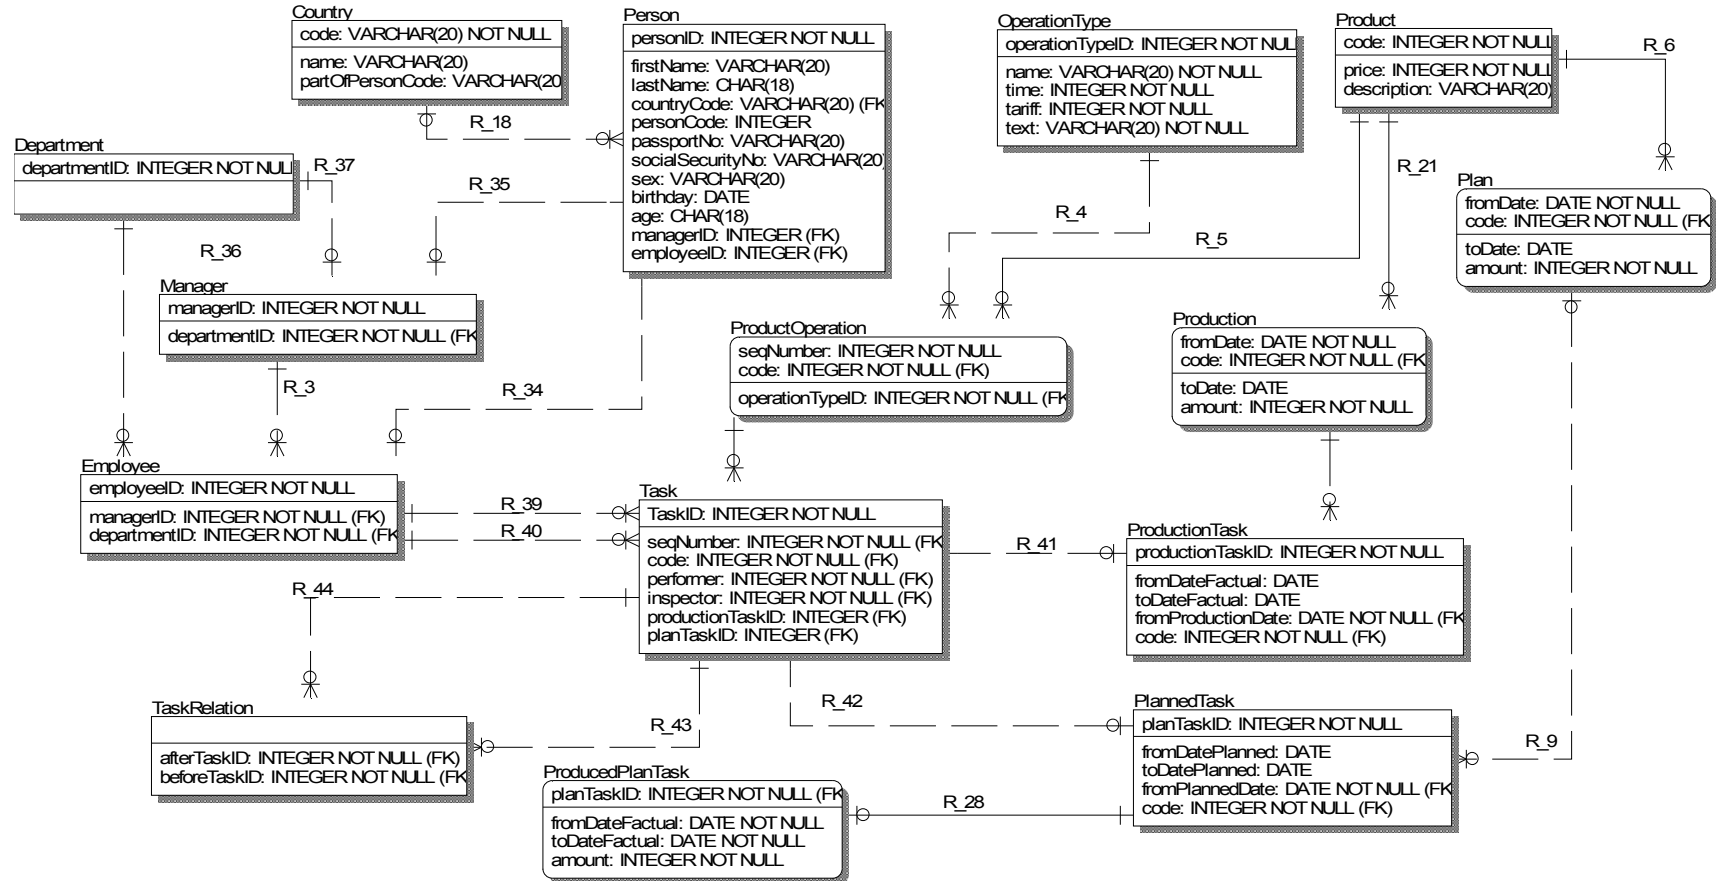 Country
code: VARCHAR(20) NOT NULL
name: VARCHAR(20)
partOfPersonCode: VARCHAR(20
Person
personID: INTEGER NOT NULL
firstName: VARCHAR(20)
lastName: CHAR(18)
countryCode: VARCHAR(20) (FK
personCode: INTEGER
passportNo: VARCHAR(20)
socialSecurityNo: VARCHAR(20)
sex: VARCHAR(20)
birthday: DATE
age: CHAR(18)
managerID: INTEGER (FK)
employeeID: INTEGER (FK)
OperationType
operationTypeID: INTEGER NOT NUL
name: VARCHAR(20) NOT NULL
time: INTEGER NOT NULL
tariff: INTEGER NOT NULL
text: VARCHAR(20) NOT NULL
Product
code: INTEGER NOT NULL
price: INTEGER NOT NULL
description: VARCHAR(20)
R_6
R_18
R_37
R_35
R_21
R_4
R_5
R_36
Department
departmentID: INTEGER NOT NULL
Plan
fromDate: DATE NOT NULL
code: INTEGER NOT NULL (FK
toDate: DATE
amount: INTEGER NOT NULL
Manager
managerID: INTEGER NOT NULL
departmentID: INTEGER NOT NULL (FK
R_3
R_34
ProductOperation
seqNumber: INTEGER NOT NULL
code: INTEGER NOT NULL (FK)
operationTypeID: INTEGER NOT NULL (FK
Production
fromDate: DATE NOT NULL
code: INTEGER NOT NULL (FK
toDate: DATE
amount: INTEGER NOT NULL
Employee
employeeID: INTEGER NOT NULL
managerID: INTEGER NOT NULL (FK)
departmentID: INTEGER NOT NULL (FK
R_39
R_40
Task
TaskID: INTEGER NOT NULL
seqNumber: INTEGER NOT NULL (FK
code: INTEGER NOT NULL (FK)
performer: INTEGER NOT NULL (FK)
inspector: INTEGER NOT NULL (FK)
productionTaskID: INTEGER (FK)
planTaskID: INTEGER (FK)
R_41
ProductionTask
productionTaskID: INTEGER NOT NULL
fromDateFactual: DATE
toDateFactual: DATE
fromProductionDate: DATE NOT NULL (FK
code: INTEGER NOT NULL (FK)
R_44
R_43
R_42
R_9
R_28
TaskRelation
afterTaskID: INTEGER NOT NULL (FK)
beforeTaskID: INTEGER NOT NULL (FK
ProducedPlanTask
planTaskID: INTEGER NOT NULL (FK
fromDateFactual: DATE NOT NULL
toDateFactual: DATE NOT NULL
amount: INTEGER NOT NULL
PlannedTask
planTaskID: INTEGER NOT NULL
fromDatePlanned: DATE
toDatePlanned: DATE
fromPlannedDate: DATE NOT NULL (FK
code: INTEGER NOT NULL (FK)